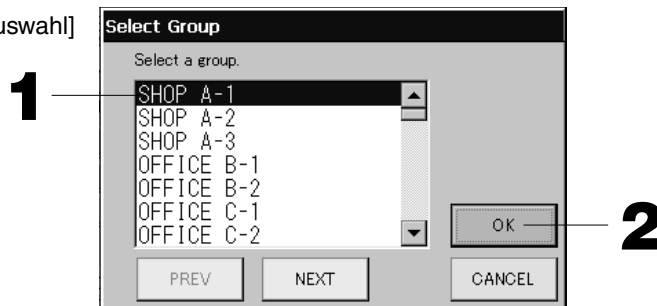 uswahl]
Select Group
Select a group.
1
SHOP A-1
SHOP A-2
SHOP A-3
OFFICE B-1
OFFICE B-2
OFFICE C-1
OFFICE C-2
OK
2
PREV
NEXT
CANCEL